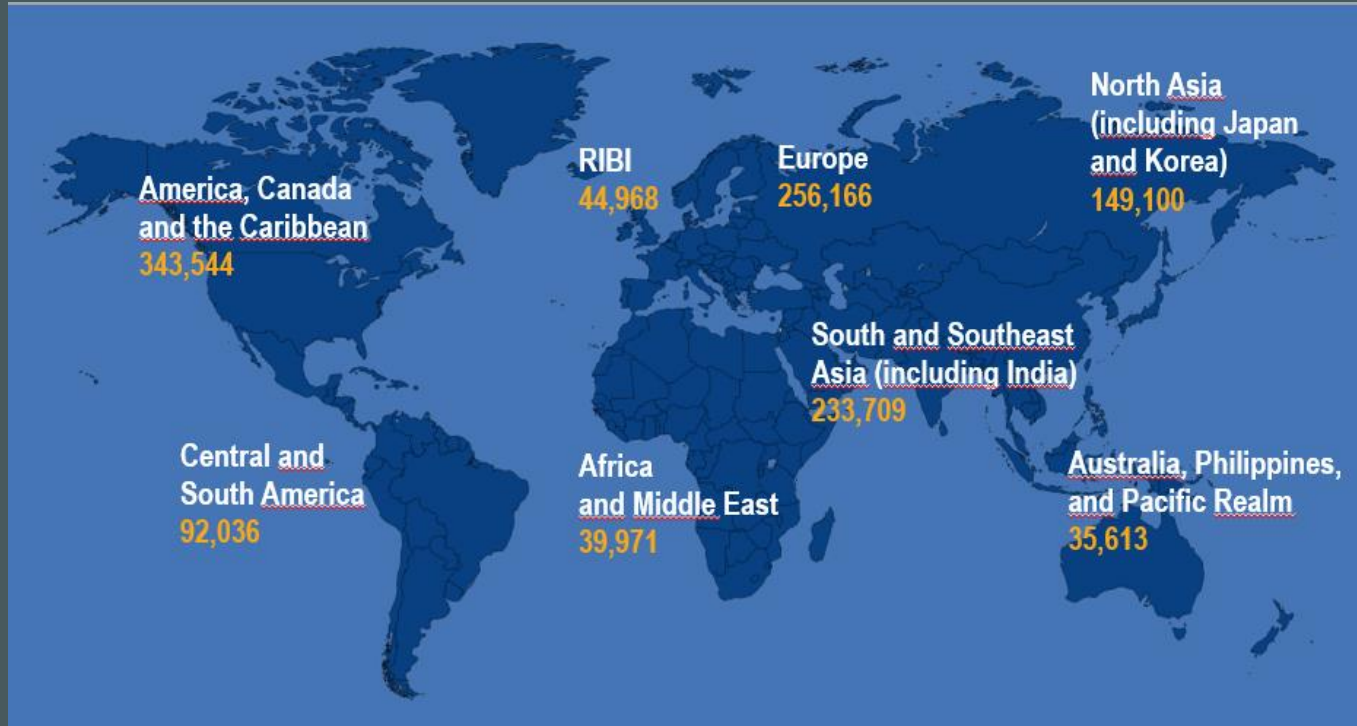 North Asia
(including Japan
and Korea)
149,100
RIBI
44,968
Europe
256,166
America, Canada
and the Caribbean
343,544
South and Southeast
Asia (including India)
233,709
Central and
South America
92,036
Africa
and Middle East
39,971
Australia, Philippines,
and Pacific Realm
35,613